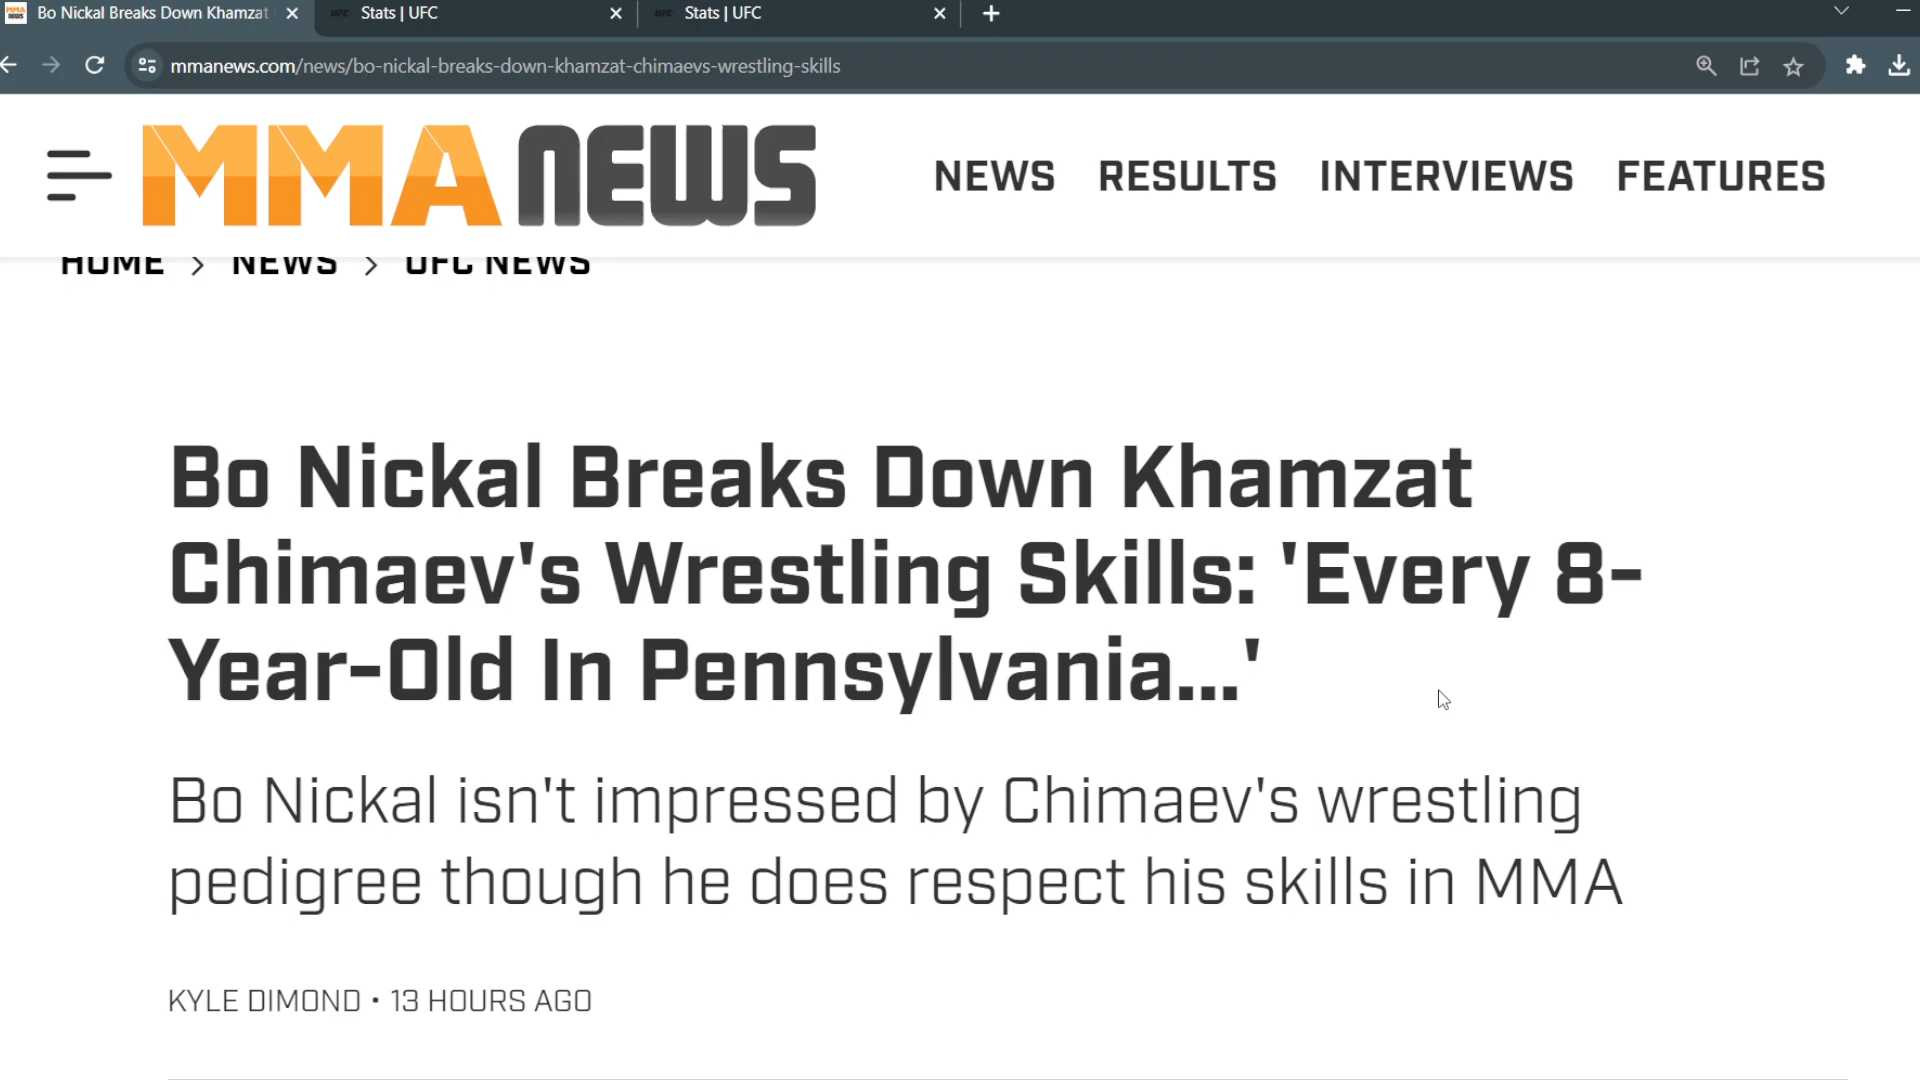 Bo Nickal Breaks Down Khamzat
Stats | UFC
Stats | UFC
mmanews.com/news/bo-nickal-breaks-down-khamzat-chimaevs-wrestling-skills
MMA NEWS
NEWS RESULTS INTERVIEWS FEATURES
HOME > NEWS > UFC NEWS
Bo Nickal Breaks Down Khamzat
Chimaev's Wrestling Skills: 'Every 8-
Year-Old In Pennsylvania...'
Bo Nickal isn't impressed by Chimaev's wrestling
pedigree though he does respect his skills in MMA
KYLE DIMOND • 13 HOURS AGO